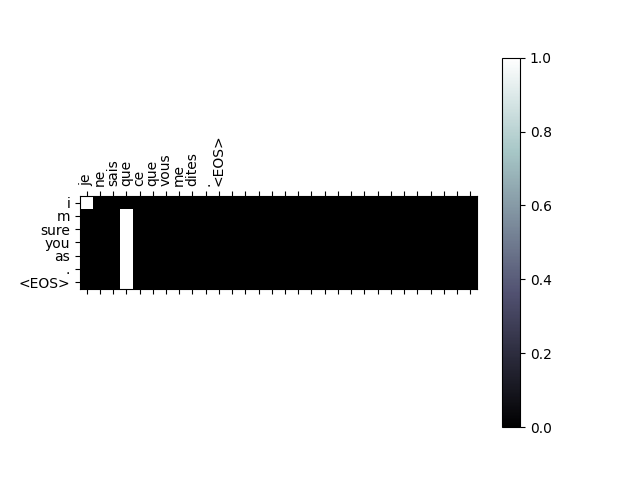 je
ne
sais
que
ce
que
vous
me
dites
.
<EOS>
i
m
sure
you
as
.
<EOS>
1.0
0.8
0.6
0.4
0.2
0.0